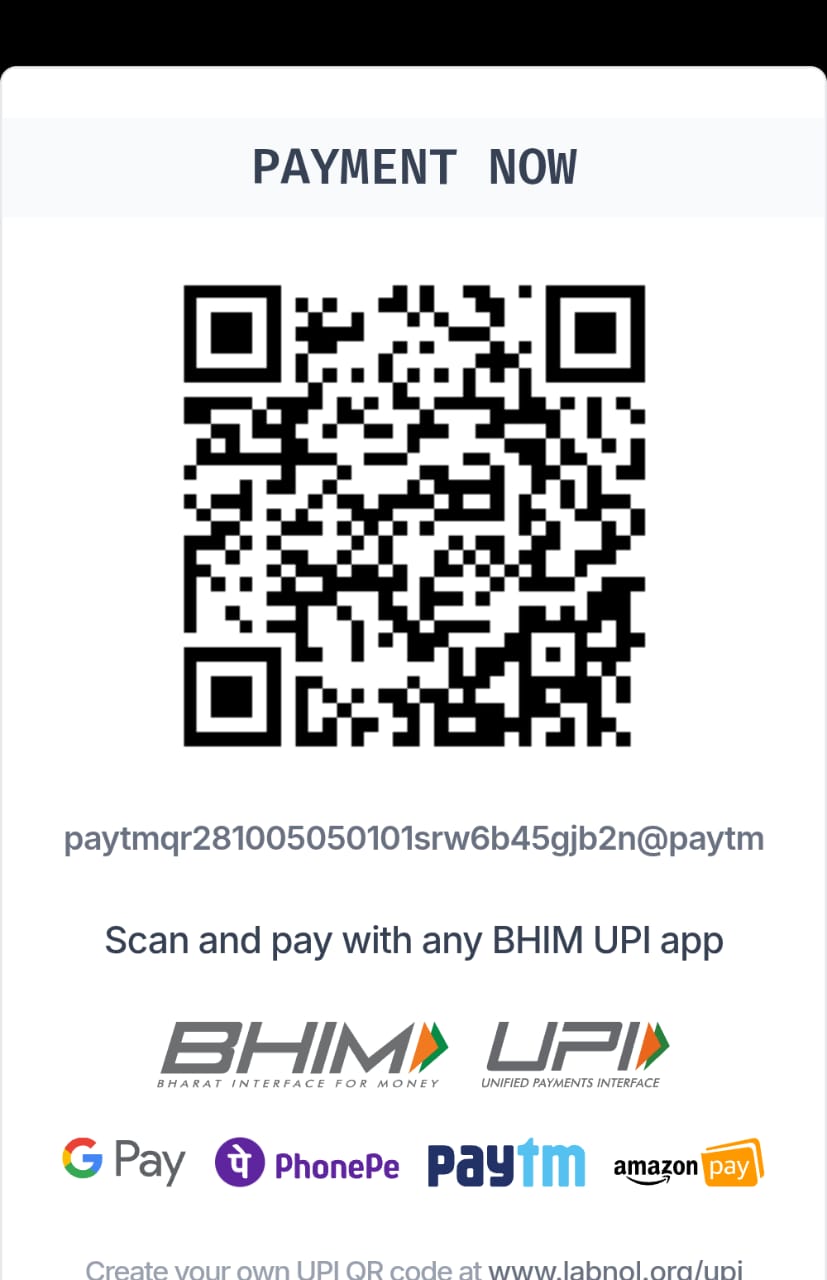 PAYMENT NOW
paytmqr281005050101srw6b45gjb2n@paytm
Scan and pay with any BHIM UPI app
BHIM UPI
BHARAT INTERFACE FOR MONEY UNIFIED PAYMENTS INTERFACE
G Pay पे PhonePe paytm amazon pay
Create your own UPI QR code at www.labnol.org/upi